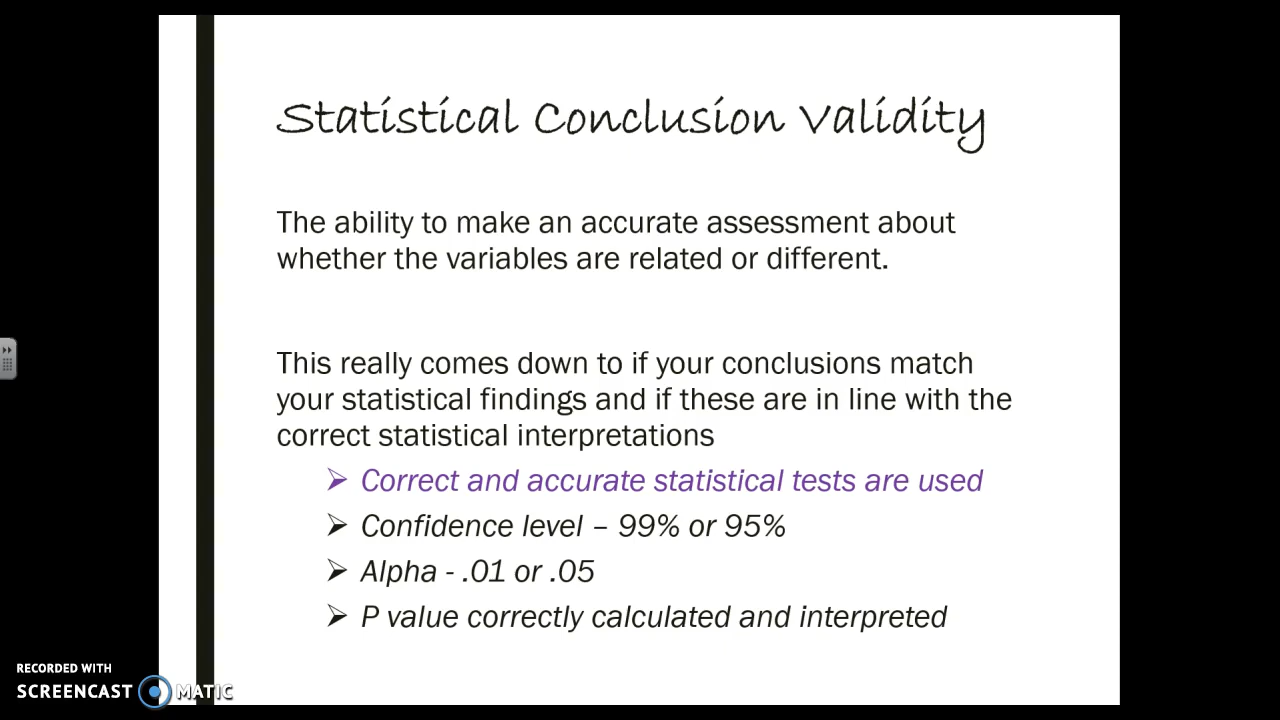 Statistical Conclusion Validity
The ability to make an accurate assessment about
whether the variables are related or different.
This really comes down to if your conclusions match
your statistical findings and if these are in line with the
correct statistical interpretations
➢ Correct and accurate statistical tests are used
➢ Confidence level – 99% or 95%
➢ Alpha - .01 or .05
➢ P value correctly calculated and interpreted
RECORDED WITH
SCREENCAST MATIC